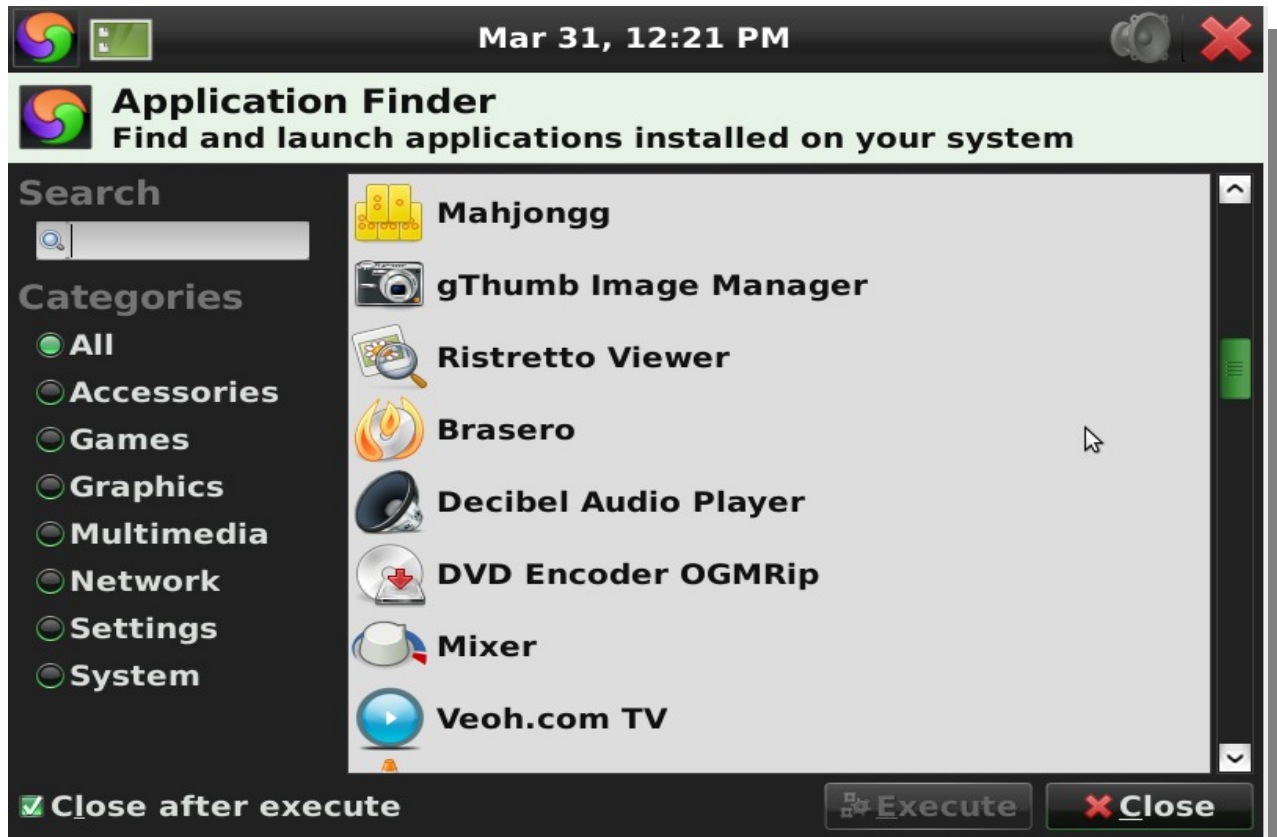 Mar 31, 12:21 PM
Application Finder
Find and launch applications installed on your system
Search
Categories
All
Accessories
Games
Graphics
Multimedia
Network
Settings
System
Mahjongg
gThumb Image Manager
Ristretto Viewer
Brasero
Decibel Audio Player
DVD Encoder OGMRip
Mixer
Veoh.com TV
Close after execute
Execute
Close